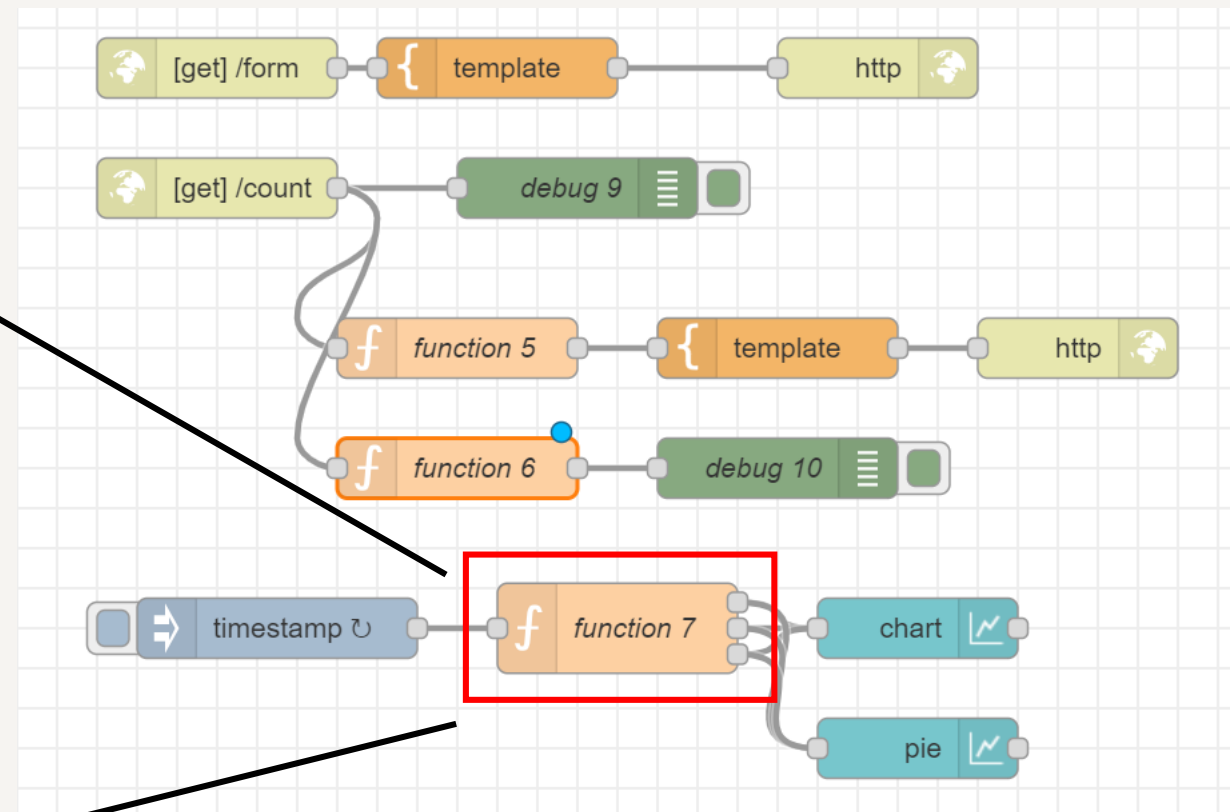 [get] /form
template
http
[get] /count
debug 9
function 5
template
http
function 6
debug 10
timestamp ↻
function 7
chart
pie